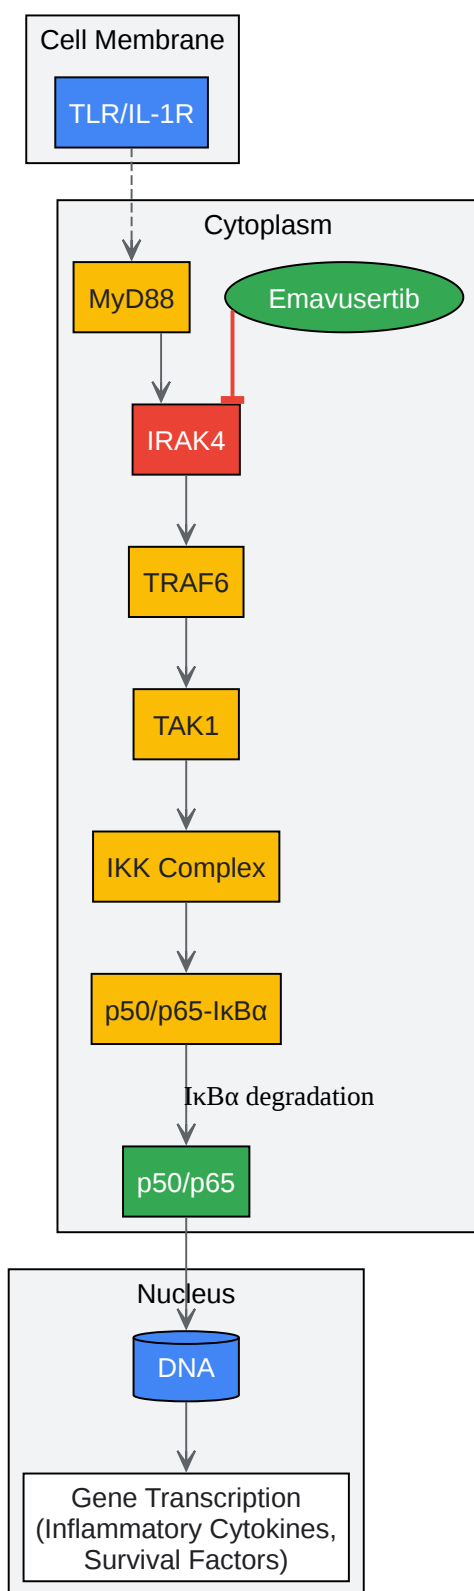 Cell Membrane
TLR/IL-1R
Cytoplasm
MyD88
Emavusertib
IRAK4
TRAF6
TAK1
IKK Complex
p50/p65-IκBα
IκBα degradation
p50/p65
Nucleus
DNA
Gene Transcription
(Inflammatory Cytokines,
Survival Factors)